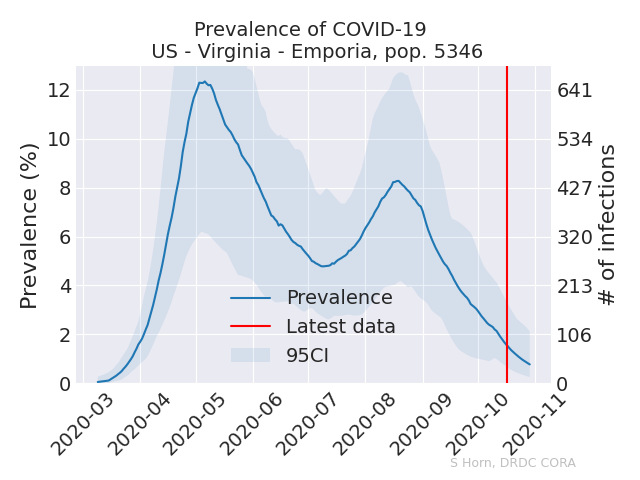 Prevalence of COVID-19
US - Virginia - Emporia, pop. 5346
Prevalence (%)
12
10
8
6
4
2
0
641
534
427
320
213
106
0
# of infections
Prevalence
Latest data
95CI
2020-03
2020-04
2020-05
2020-06
2020-07
2020-08
2020-09
2020-10
2020-11
S Horn, DRDC CORA